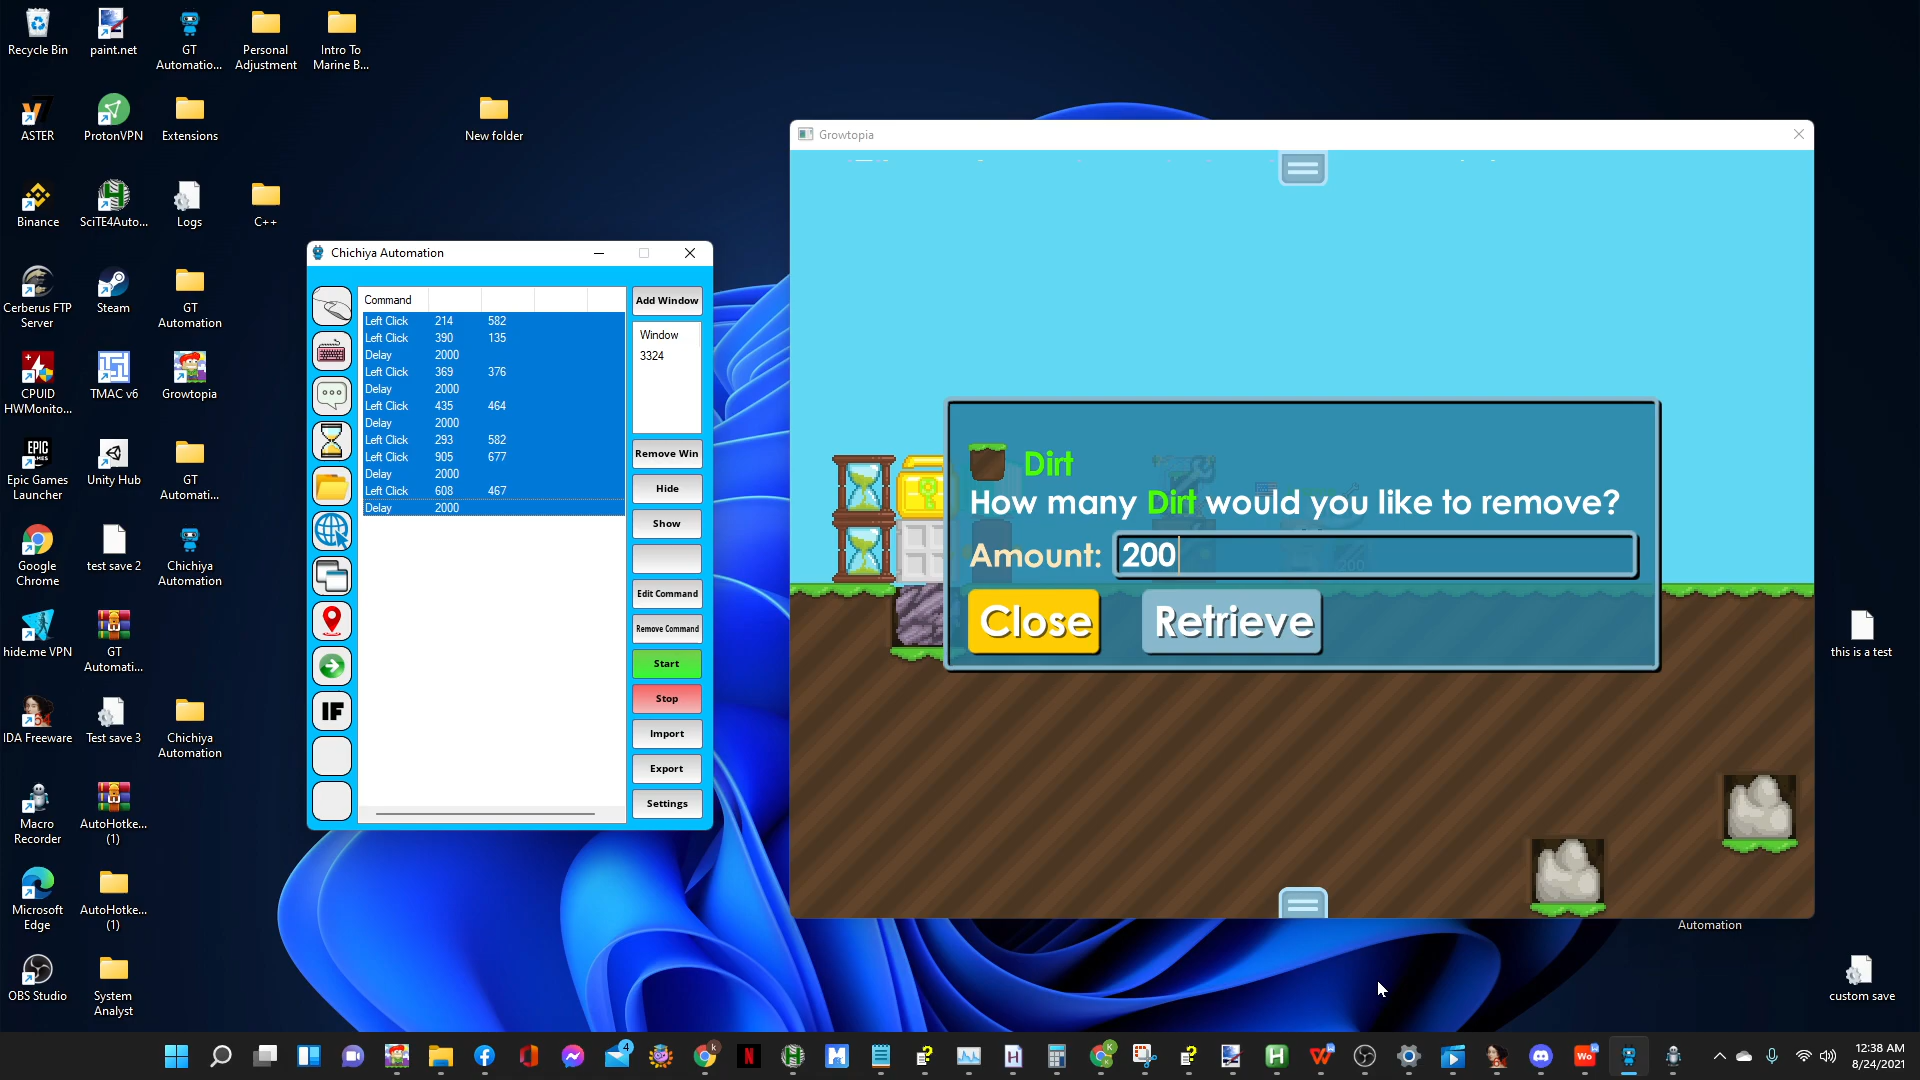 Recycle Bin
paint.net
GT
Automatio...
Personal
Adjustment
Intro To
Marine B...
ASTER
ProtonVPN
Extensions
New folder
Binance
SciTE4Auto...
Logs
C++
Cerberus FTP
Server
Steam
GT
Automation
CPUID
HWMonito...
TMAC v6
Growtopia
Epic Games
Launcher
Unity Hub
GT
Automati...
Google
Chrome
test save 2
Chichiya
Automation
hide.me VPN
GT
Automati...
IDA Freeware
Test save 3
Chichiya
Automation
Macro
Recorder
AutoHotke...
(1)
Microsoft
Edge
AutoHotke...
(1)
OBS Studio
System
Analyst
Chichiya Automation
Command
Left Click 214 582
Left Click 390 135
Delay 2000
Left Click 369 376
Delay 2000
Left Click 435 464
Delay 2000
Left Click 293 582
Left Click 905 677
Delay 2000
Left Click 608 467
Delay 2000
IF
Add Window
Window
3324
Remove Win
Hide
Show
Edit Command
Remove Command
Start
Stop
Import
Export
Settings
Growtopia
Dirt
How many Dirt would you like to remove?
Amount: 200
200
Close
Retrieve
Automation
this is a test
custom save
12:38 AM
8/24/2021